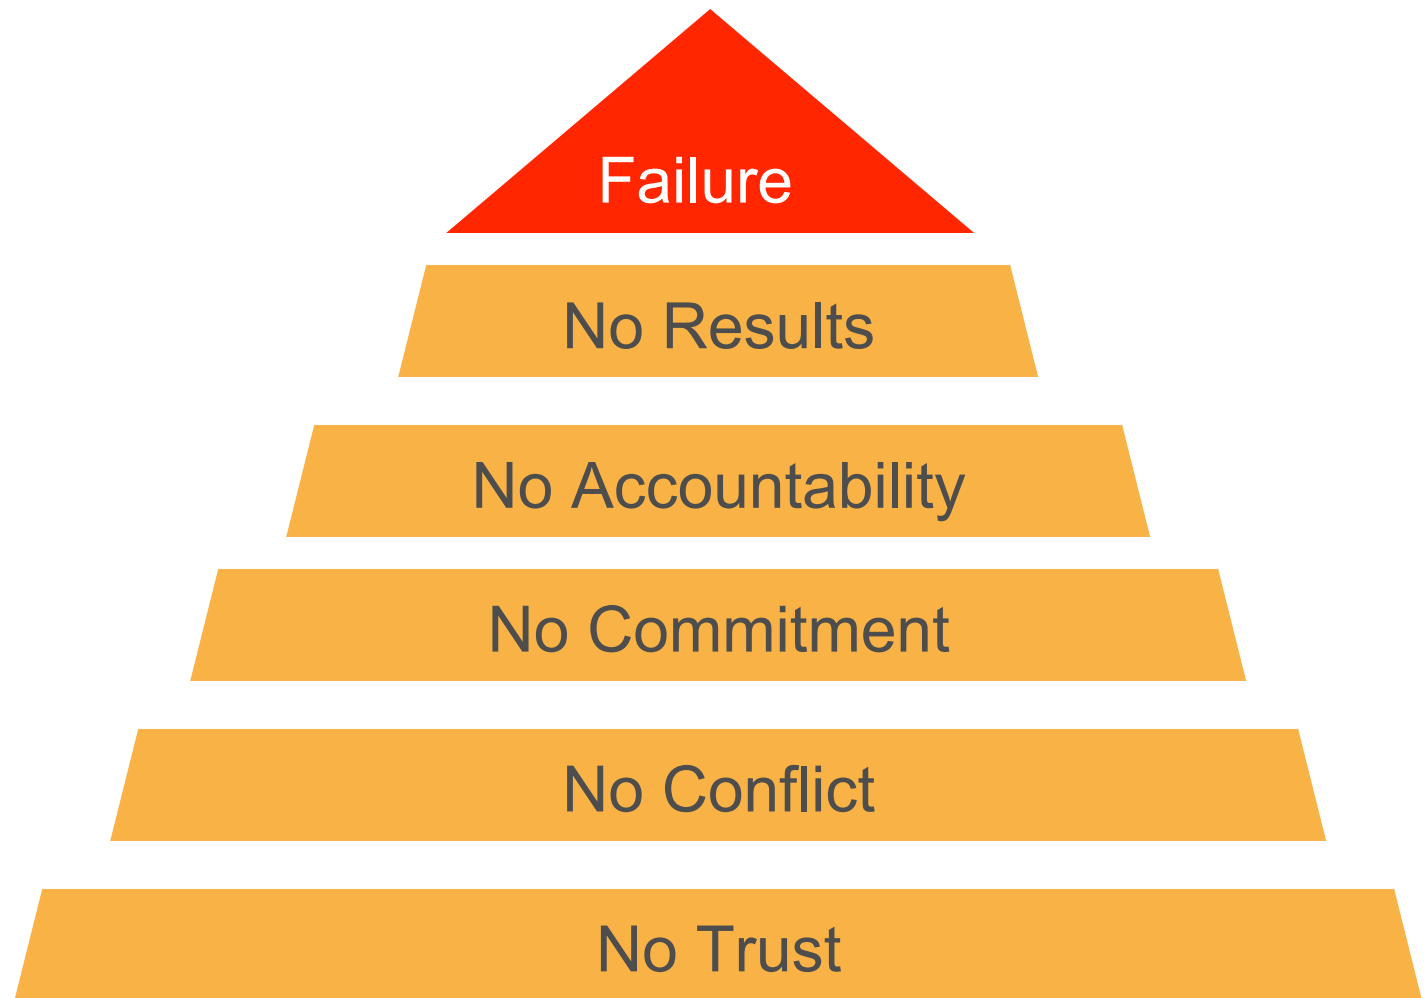 Failure
No Results
No Accountability
No Commitment
No Conflict
No Trust